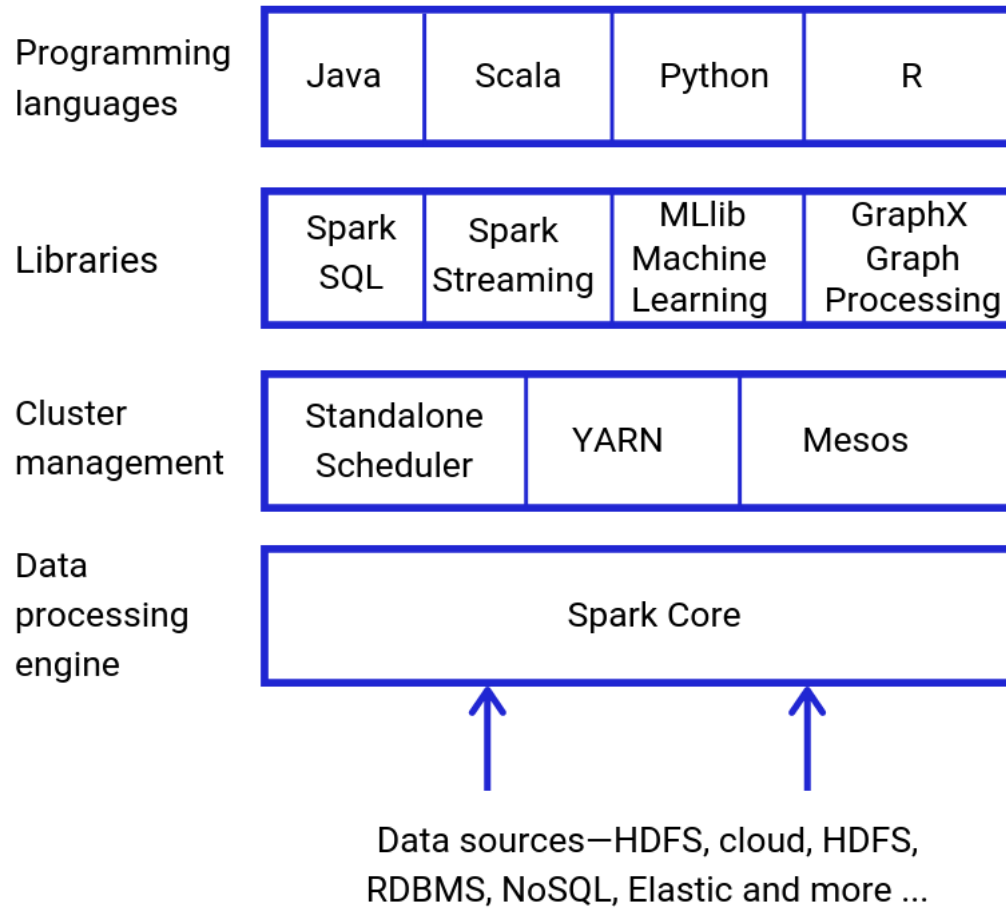 Programming
languages
Java
Scala
Python
R
Libraries
Spark
SQL
Spark
Streaming
MLlib
Machine
Learning
GraphX
Graph
Processing
Cluster
management
Standalone
Scheduler
YARN
Mesos
Data
processing
engine
Spark Core
Data sources—HDFS, cloud, HDFS,
RDBMS, NoSQL, Elastic and more ...